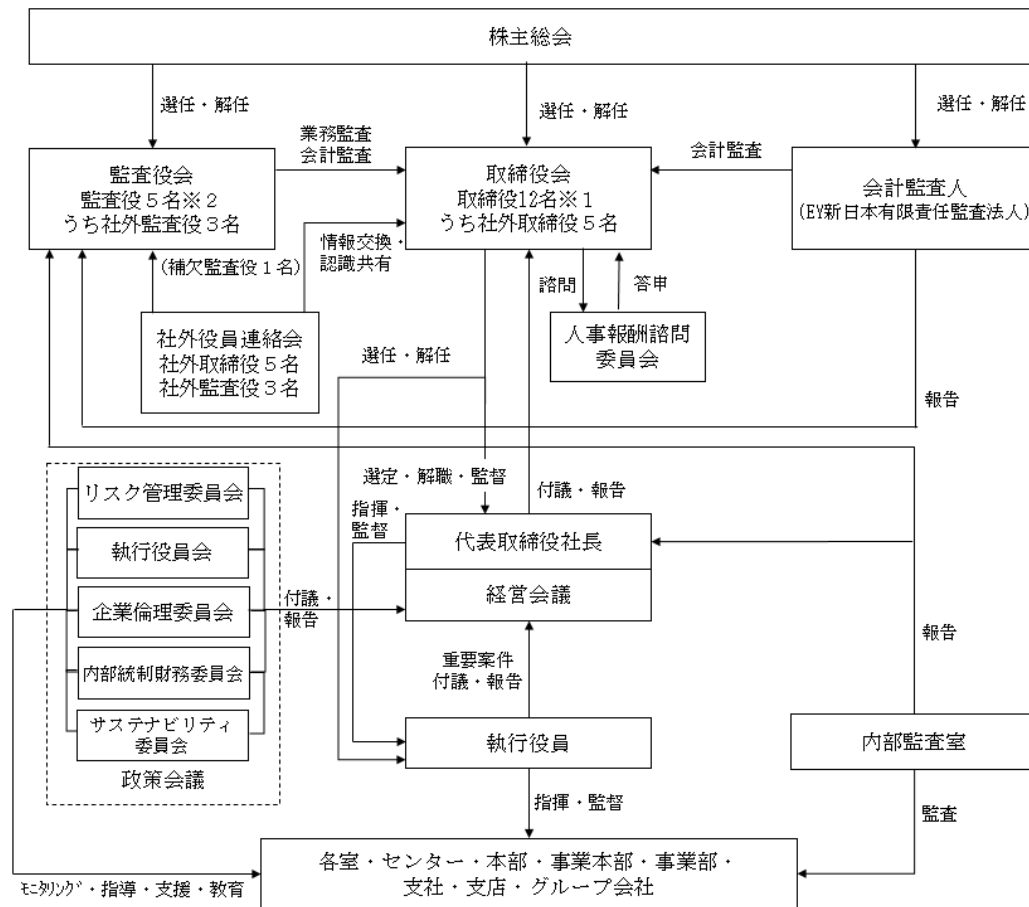 株主総会
選任・解任
選任・解任
選任・解任
業務監査
会計監査
会計監査
監査役会
監査役５名※２
うち社外監査役３名
取締役会
取締役12名※１
うち社外取締役５名
会計監査人
(EY新日本有限責任監査法人)
(補欠監査役１名)
情報交換・
認識共有
諮問
答申
社外役員連絡会
社外取締役５名
社外監査役３名
人事報酬諮問
委員会
選任・解任
報告
選定・解職・監督
付議・報告
指揮・
監督
リスク管理委員会
執行役員会
企業倫理委員会
内部統制財務委員会
サステナビリティ
委員会
政策会議
付議・
報告
代表取締役社長
経営会議
重要案件
付議・報告
報告
執行役員
内部監査室
指揮・監督
監査
各室・センター・本部・事業本部・事業部・
支社・支店・グループ会社
ﾓﾆﾀﾘﾝｸﾞ・指導・支援・教育